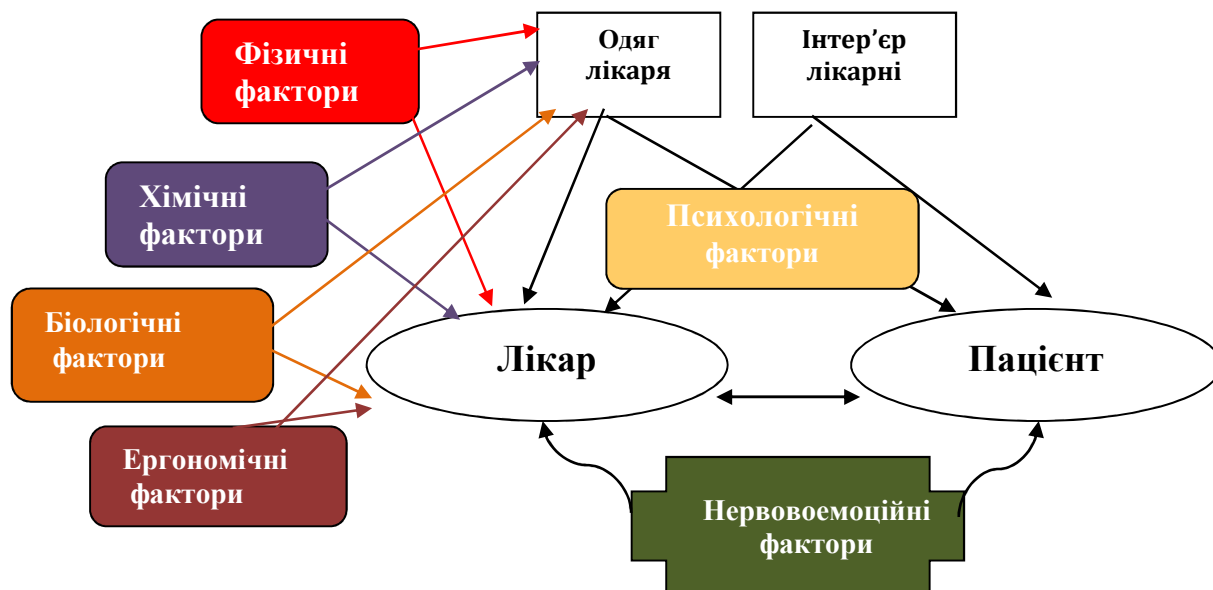 Фізичні
фактори
Одяг
лікаря
Інтер’єр
лікарні
Хімічні
фактори
Психологічні
фактори
Біологічні
фактори
Лікар
Пацієнт
Ергономічні
фактори
Нервовоемоційні
фактори